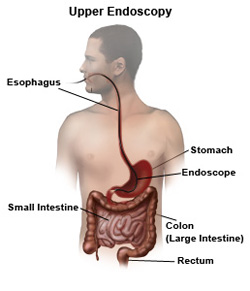 Upper Endoscopy
Esophagus
Stomach
Endoscope
Small Intestine
Colon
(Large Intestine)
Rectum